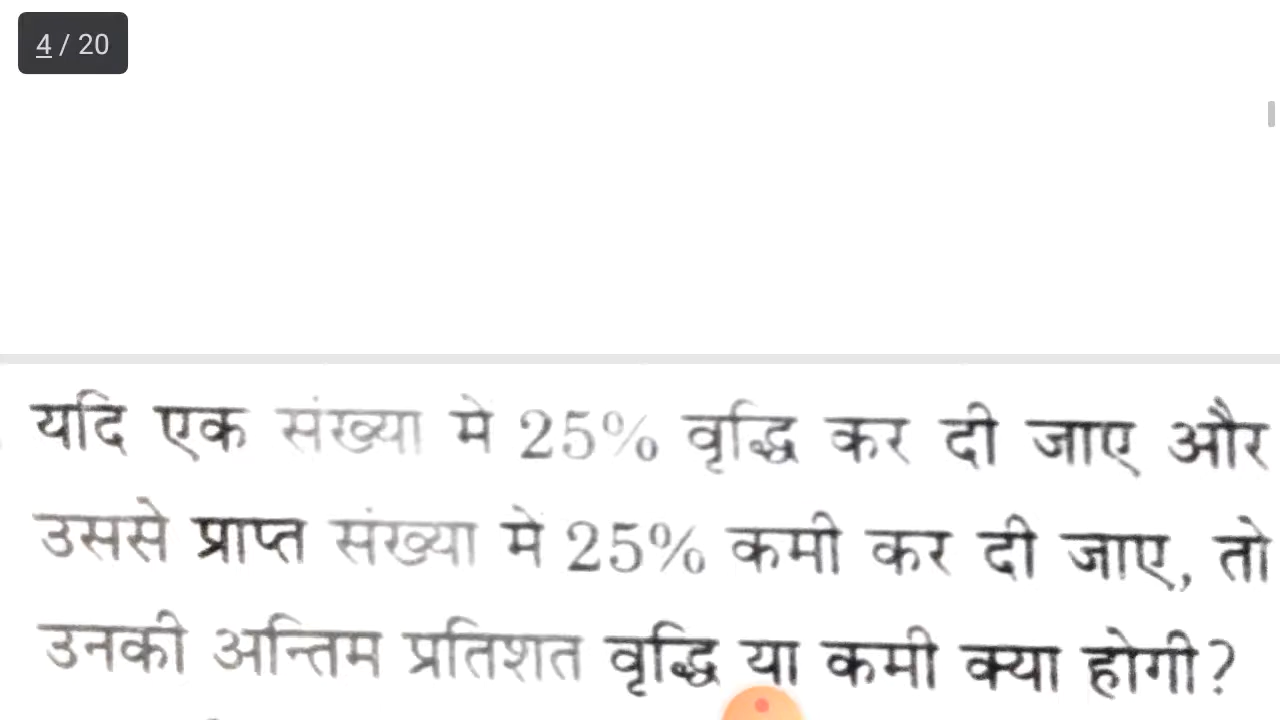 4 / 20
यदि एक संख्या मे 25% वृद्धि कर दी जाए और
उससे प्राप्त संख्या मे 25% कमी कर दी जाए, तो
उनकी अन्तिम प्रतिशत वृद्धि या कमी क्या होगी?